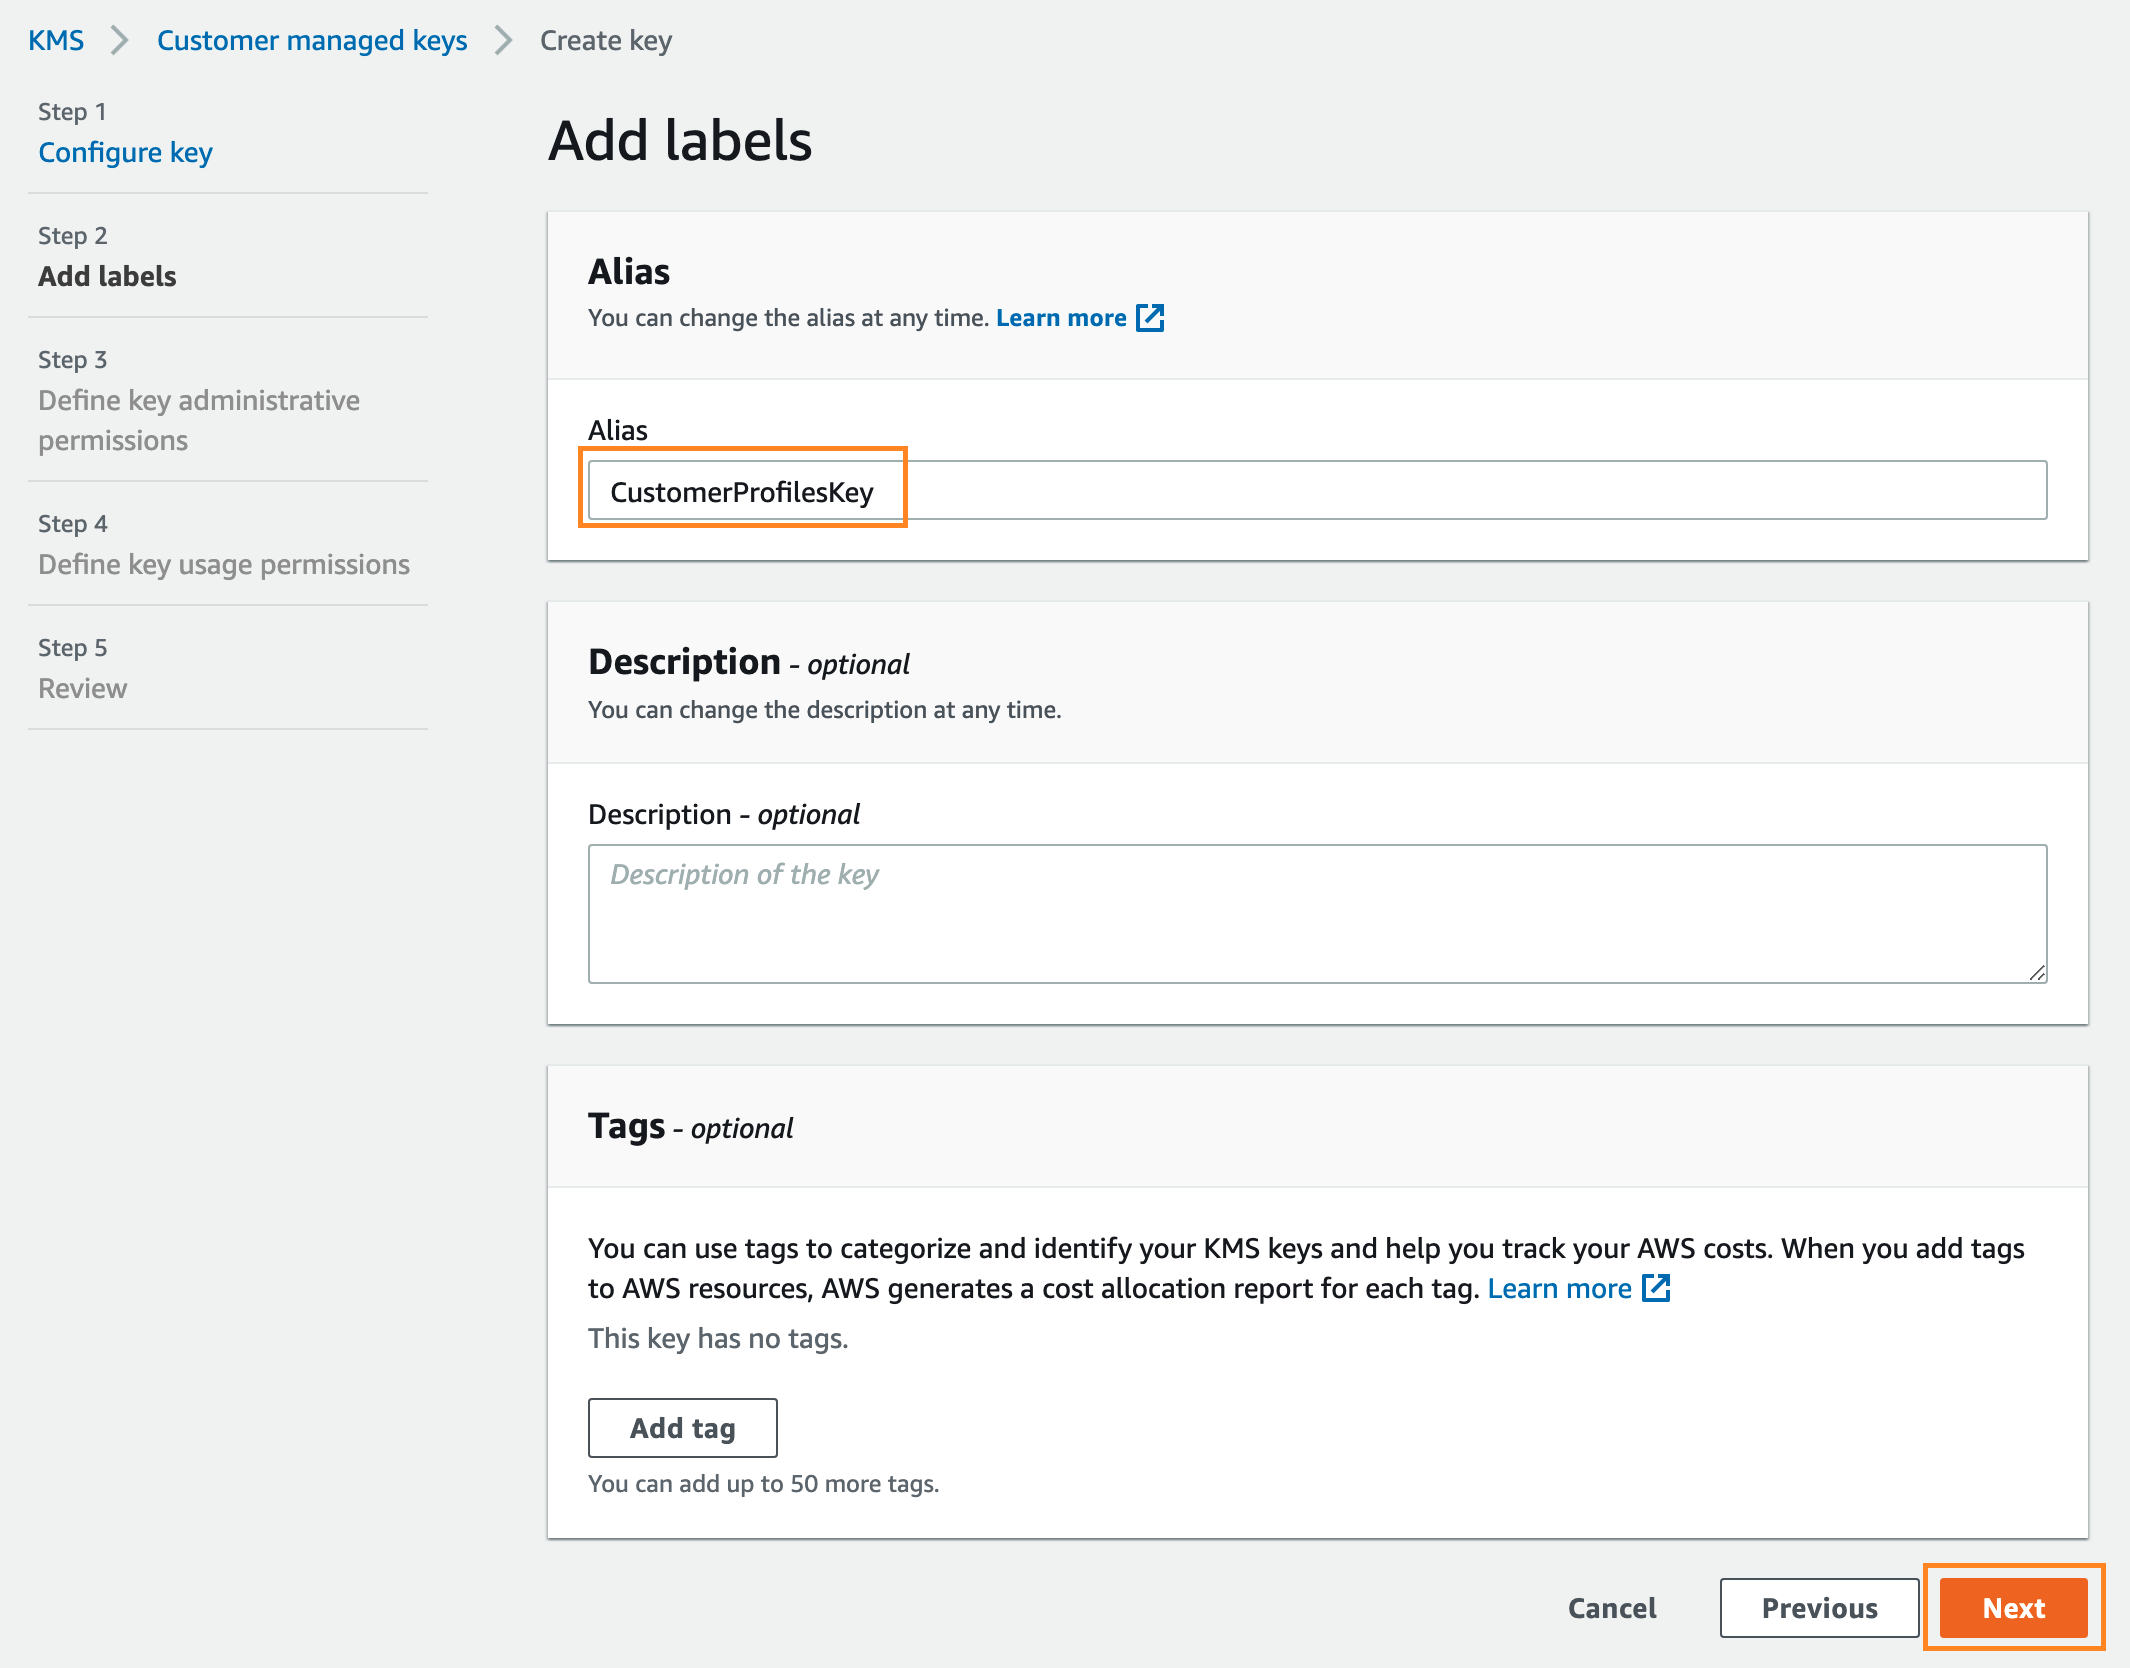 KMS > Customer managed keys > Create key
Step 1
Configure key
Step 2
Add labels
Step 3
Define key administrative
permissions
Step 4
Define key usage permissions
Step 5
Review
Add labels
Alias
You can change the alias at any time. Learn more
Alias
CustomerProfilesKey
Description - optional
You can change the description at any time.
Description - optional
Description of the key
Tags - optional
You can use tags to categorize and identify your KMS keys and help you track your AWS costs. When you add tags
to AWS resources, AWS generates a cost allocation report for each tag. Learn more
This key has no tags.
Add tag
You can add up to 50 more tags.
Cancel
Previous
Next